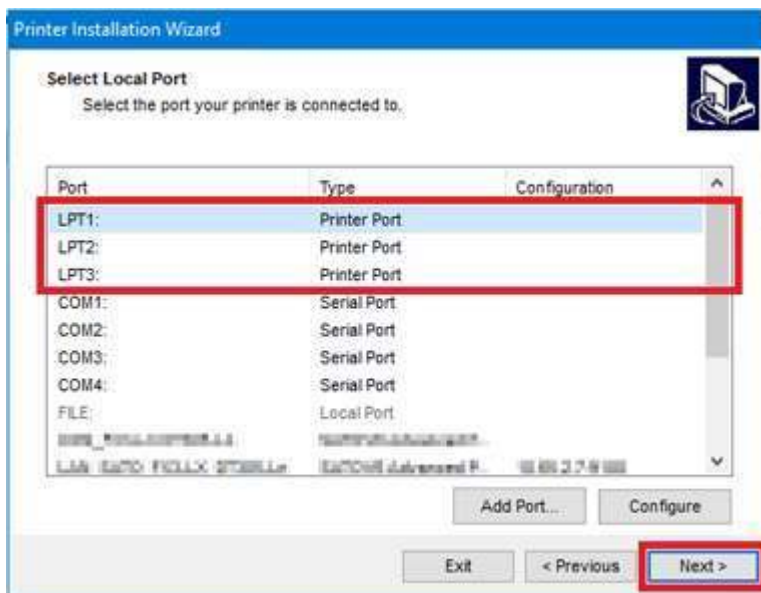 Printer Installation Wizard
Select Local Port
Select the port your printer is connected to.
Port Type Configuration
LPT1: Printer Port
LPT2: Printer Port
LPT3: Printer Port
COM1: Serial Port
COM2: Serial Port
COM3: Serial Port
COM4: Serial Port
FILE: Local Port
Add Port... Configure
Exit < Previous Next >